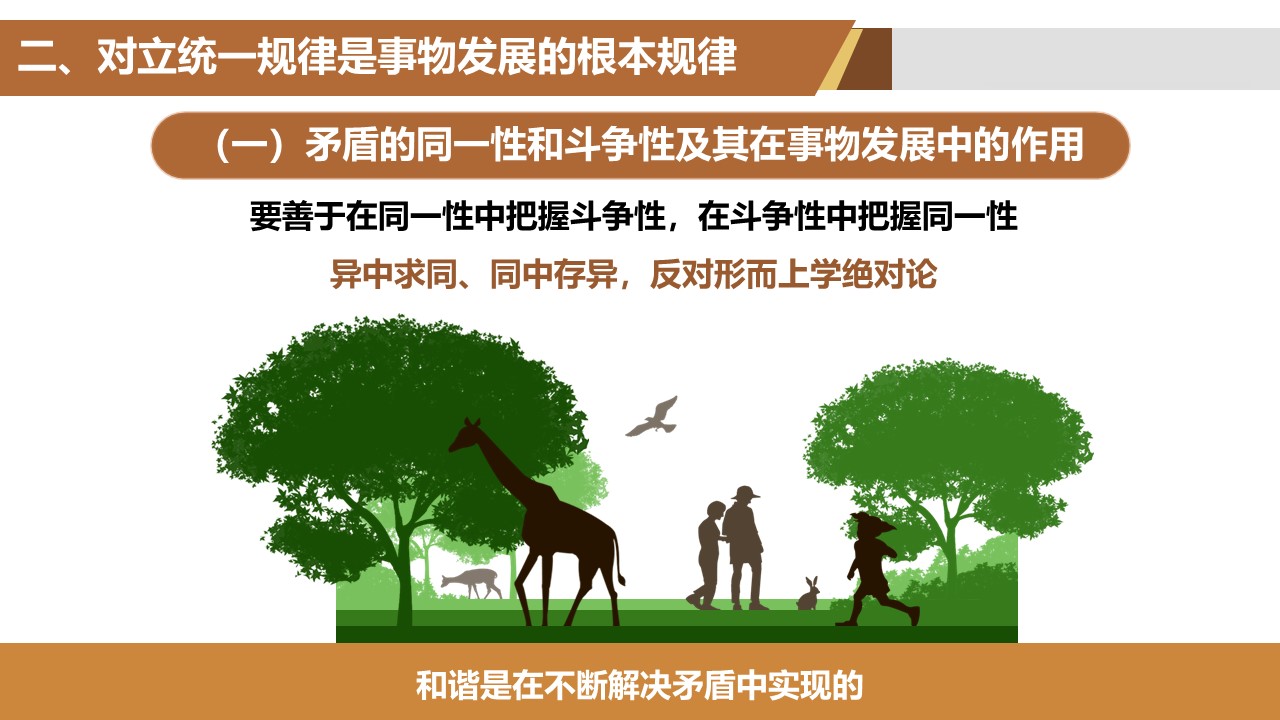 二、对立统一规律是事物发展的根本规律
（一）矛盾的同一性和斗争性及其在事物发展中的作用
要善于在同一性中把握斗争性，在斗争性中把握同一性
异中求同、同中存异，反对形而上学绝对论
和谐是在不断解决矛盾中实现的